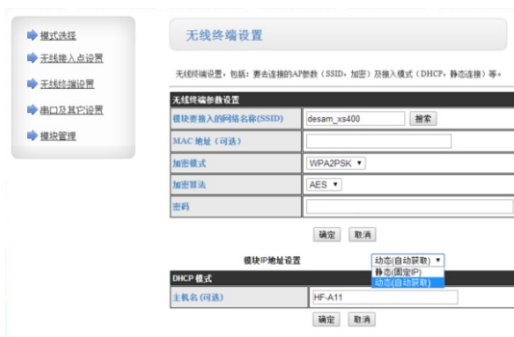 模式选择
无线接入点设置
无线终端设置
串口及其它设置
模块管理
无线终端设置
无线终端设置，包括：要去连接的AP参数（SSID，加密）及接入模式（DHCP，静态连接）等。
无线终端参数设置
模块要接入的网络名称(SSID) desam_xs400 搜索
MAC 地址（可选）
加密模式 WPA2PSK
加密算法 AES
密码
确定 取消
模块IP地址设置 动态(自动获取)
静态(固定IP)
动态(自动获取)
DHCP 模式
主机名 (可选) HF-A11
确定 取消